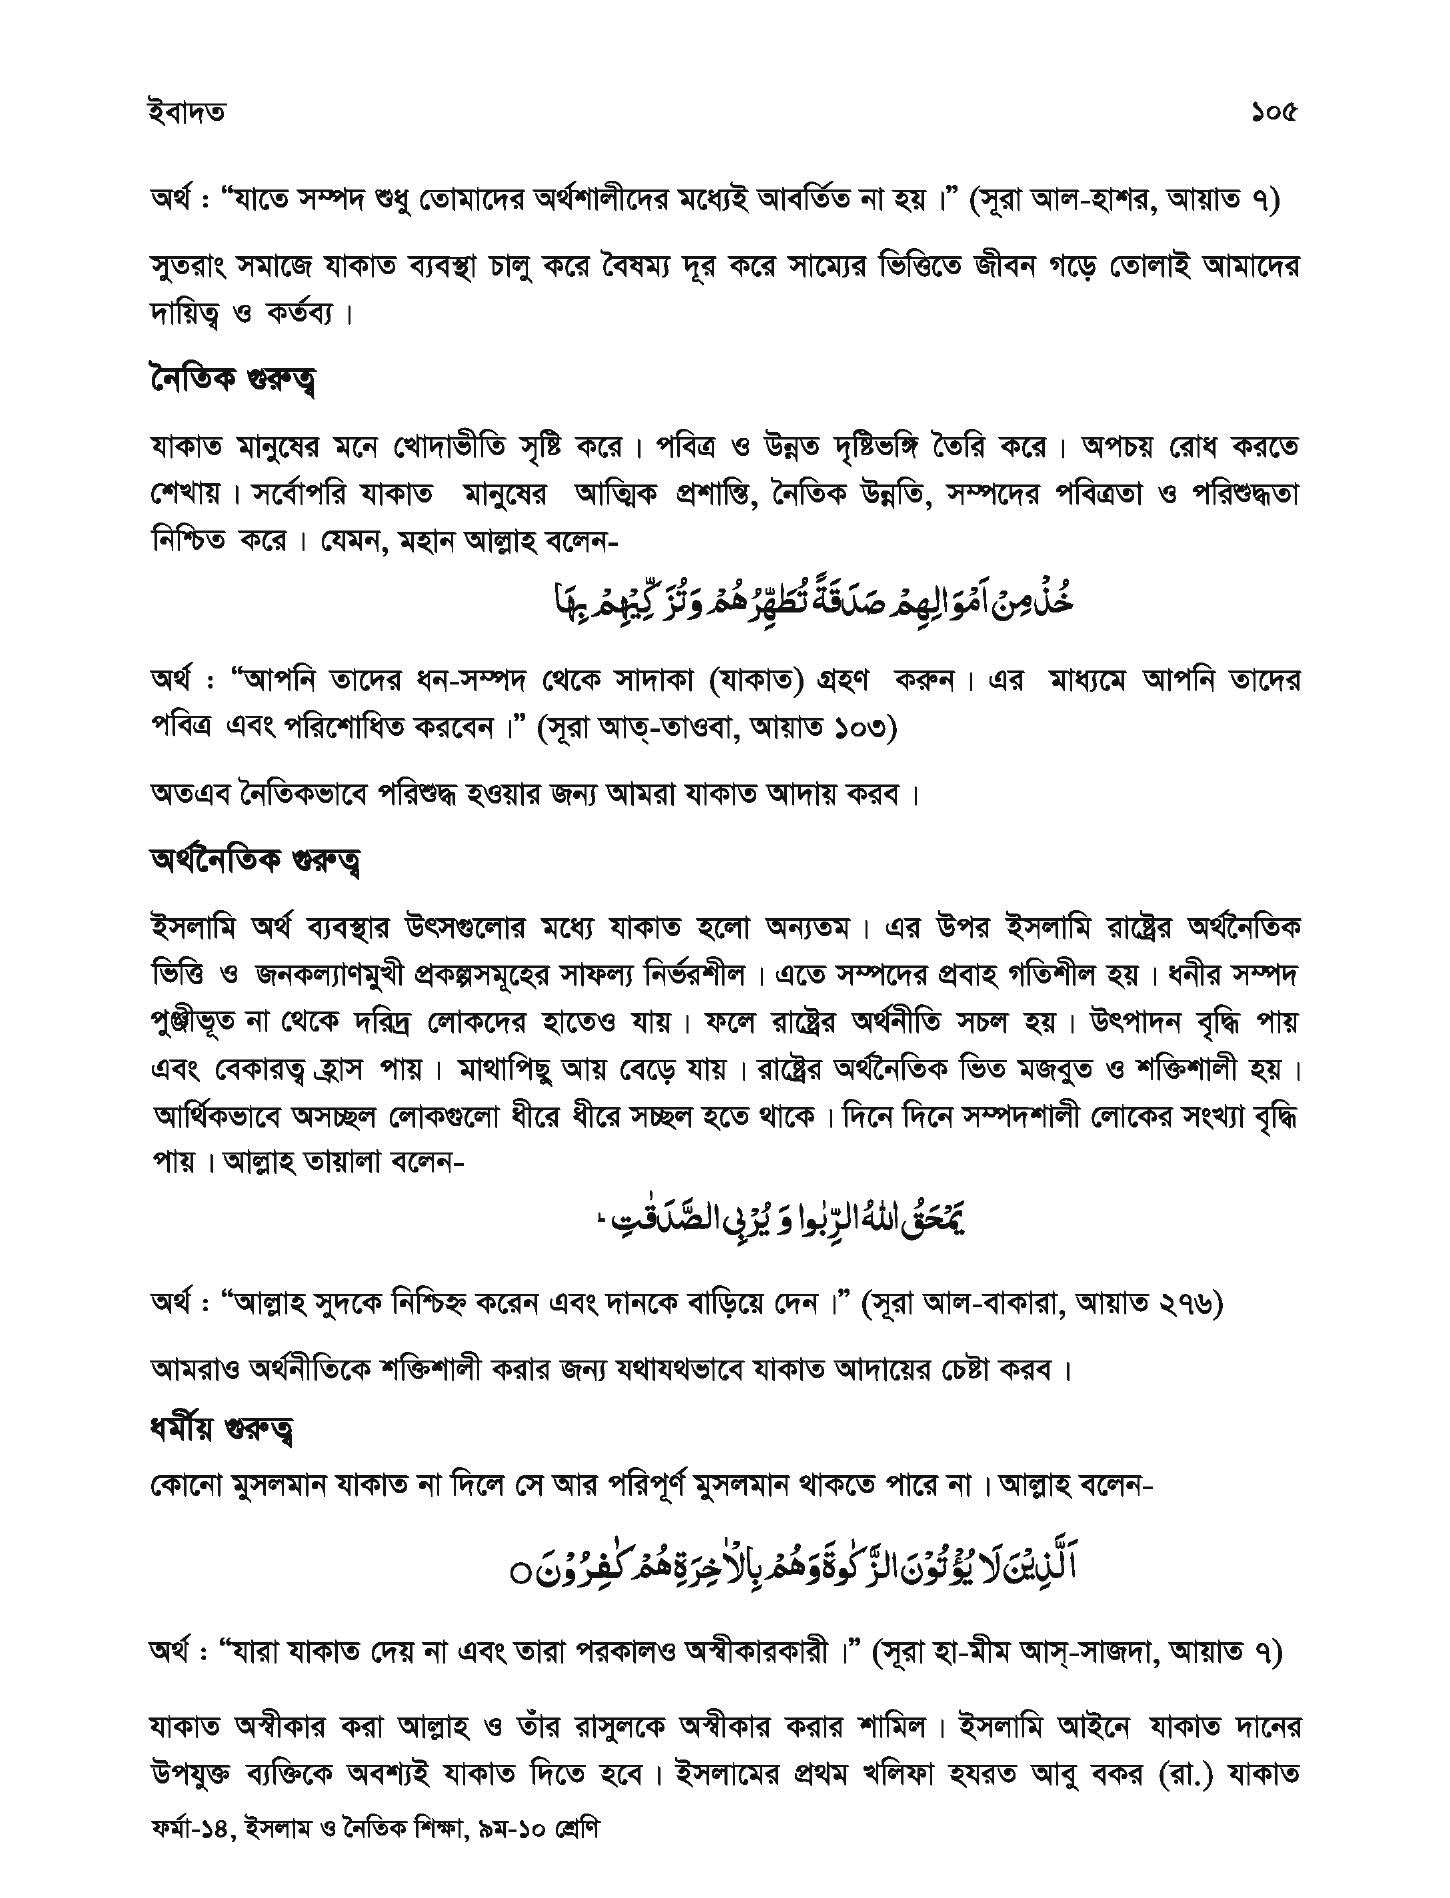 ইবাদত ১০৫
অর্থ : “যাতে সম্পদ শুধু তোমাদের অর্থশালীদের মধ্যেই আবর্তিত না হয়।” (সূরা আল-হাশর, আয়াত ৭)
সুতরাং সমাজে যাকাত ব্যবস্থা চালু করে বৈষম্য দূর করে সাম্যের ভিত্তিতে জীবন গড়ে তোলাই আমাদের
দায়িত্ব ও কর্তব্য।
নৈতিক গুরুত্ব
যাকাত মানুষের মনে খোদাভীতি সৃষ্টি করে। পবিত্র ও উন্নত দৃষ্টিভঙ্গি তৈরি করে। অপচয় রোধ করতে
শেখায়। সর্বোপরি যাকাত মানুষের আত্মিক প্রশান্তি, নৈতিক উন্নতি, সম্পদের পবিত্রতা ও পরিশুদ্ধতা
নিশ্চিত করে। যেমন, মহান আল্লাহ বলেন-
خُذْ مِنْ اَمْوَالِهِمْ صَدَقَةً تُطَهِّرُهُمْ وَتُزَكِّيْهِمْ بِهَا
অর্থ : “আপনি তাদের ধন-সম্পদ থেকে সাদাকা (যাকাত) গ্রহণ করুন। এর মাধ্যমে আপনি তাদের
পবিত্র এবং পরিশোধিত করবেন।” (সূরা আত্-তাওবা, আয়াত ১০৩)
অতএব নৈতিকভাবে পরিশুদ্ধ হওয়ার জন্য আমরা যাকাত আদায় করব।
অর্থনৈতিক গুরুত্ব
ইসলামি অর্থ ব্যবস্থার উৎসগুলোর মধ্যে যাকাত হলো অন্যতম। এর উপর ইসলামি রাষ্ট্রের অর্থনৈতিক
ভিত্তি ও জনকল্যাণমুখী প্রকল্পসমূহের সাফল্য নির্ভরশীল। এতে সম্পদের প্রবাহ গতিশীল হয়। ধনীর সম্পদ
পুঞ্জীভূত না থেকে দরিদ্র লোকদের হাতেও যায়। ফলে রাষ্ট্রের অর্থনীতি সচল হয়। উৎপাদন বৃদ্ধি পায়
এবং বেকারত্ব হ্রাস পায়। মাথাপিছু আয় বেড়ে যায়। রাষ্ট্রের অর্থনৈতিক ভিত মজবুত ও শক্তিশালী হয়।
আর্থিকভাবে অসচ্ছল লোকগুলো ধীরে ধীরে সচ্ছল হতে থাকে। দিনে দিনে সম্পদশালী লোকের সংখ্যা বৃদ্ধি
পায়। আল্লাহ তায়ালা বলেন-
يَمْحَقُ اللهُ الرِّبٰوا وَيُرْبِى الصَّدَقٰتِ ؕ
অর্থ : “আল্লাহ সুদকে নিশ্চিহ্ন করেন এবং দানকে বাড়িয়ে দেন।” (সূরা আল-বাকারা, আয়াত ২৭৬)
আমরাও অর্থনীতিকে শক্তিশালী করার জন্য যথাযথভাবে যাকাত আদায়ের চেষ্টা করব।
ধর্মীয় গুরুত্ব
কোনো মুসলমান যাকাত না দিলে সে আর পরিপূর্ণ মুসলমান থাকতে পারে না। আল্লাহ বলেন-
اَلَّذِيْنَ لَا يُؤْتُوْنَ الزَّكٰوةَ وَهُمْ بِالْاٰخِرَةِ هُمْ كٰفِرُوْنَ ○
অর্থ : “যারা যাকাত দেয় না এবং তারা পরকালও অস্বীকারকারী।” (সূরা হা-মীম আস্-সাজদা, আয়াত ৭)
যাকাত অস্বীকার করা আল্লাহ ও তাঁর রাসুলকে অস্বীকার করার শামিল। ইসলামি আইনে যাকাত দানের
উপযুক্ত ব্যক্তিকে অবশ্যই যাকাত দিতে হবে। ইসলামের প্রথম খলিফা হযরত আবু বকর (রা.) যাকাত
ফর্মা-১৪, ইসলাম ও নৈতিক শিক্ষা, ৯ম-১০ শ্রেণি